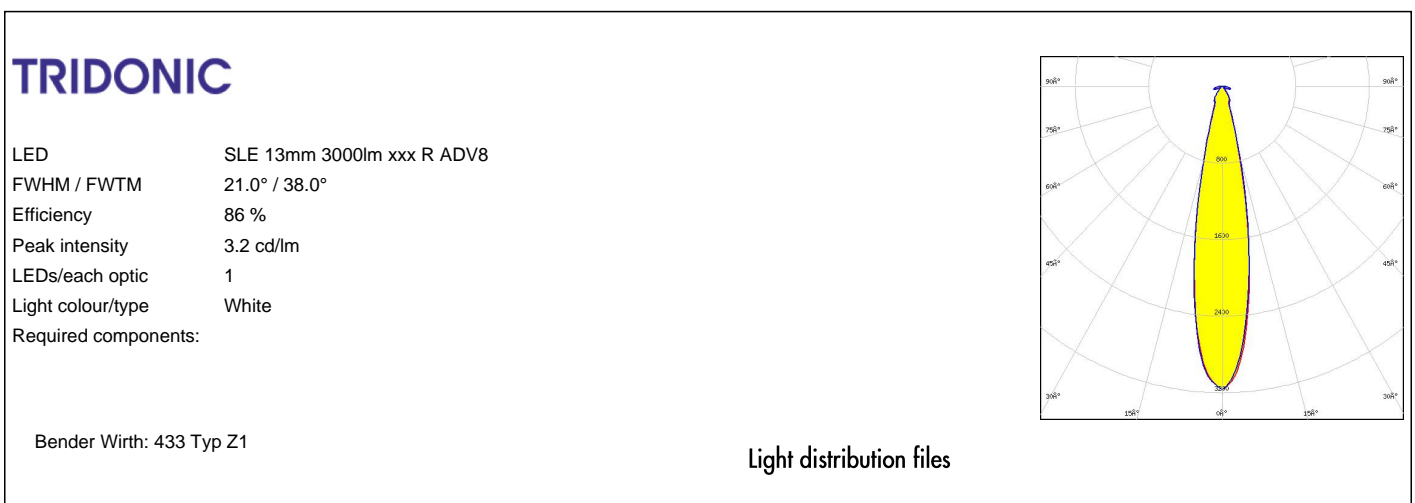 TRIDONIC
LED SLE 13mm 3000lm xxx R ADV8
FWHM / FWTM 21.0° / 38.0°
Efficiency 86 %
Peak intensity 3.2 cd/lm
LEDs/each optic 1
Light colour/type White
Required components:
Bender Wirth: 433 Typ Z1
Light distribution files
90° 90°
75° 75°
800
60° 60°
1600
45° 45°
2400
3200
30° 30°
15° 0° 15°